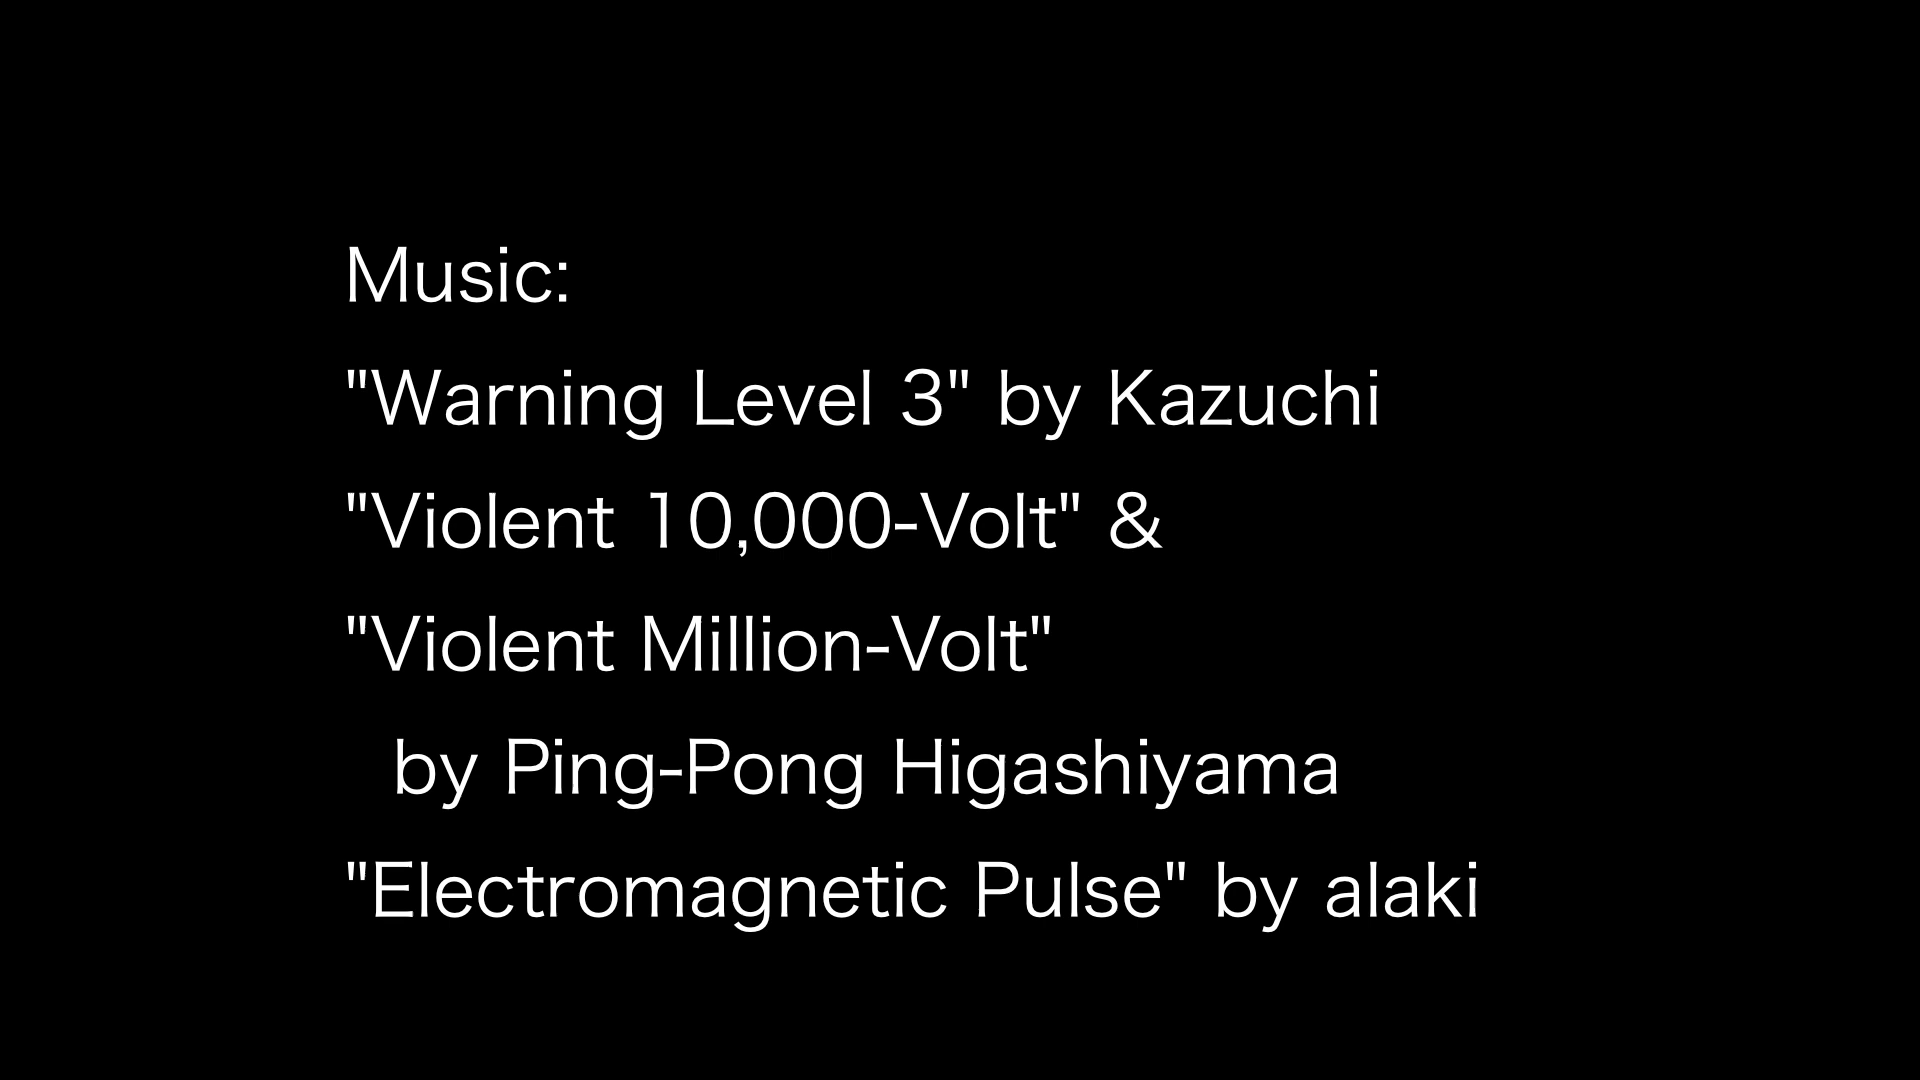 Music:
"Warning Level 3" by Kazuchi
"Violent 10,000-Volt" &
"Violent Million-Volt"
by Ping-Pong Higashiyama
"Electromagnetic Pulse" by alaki